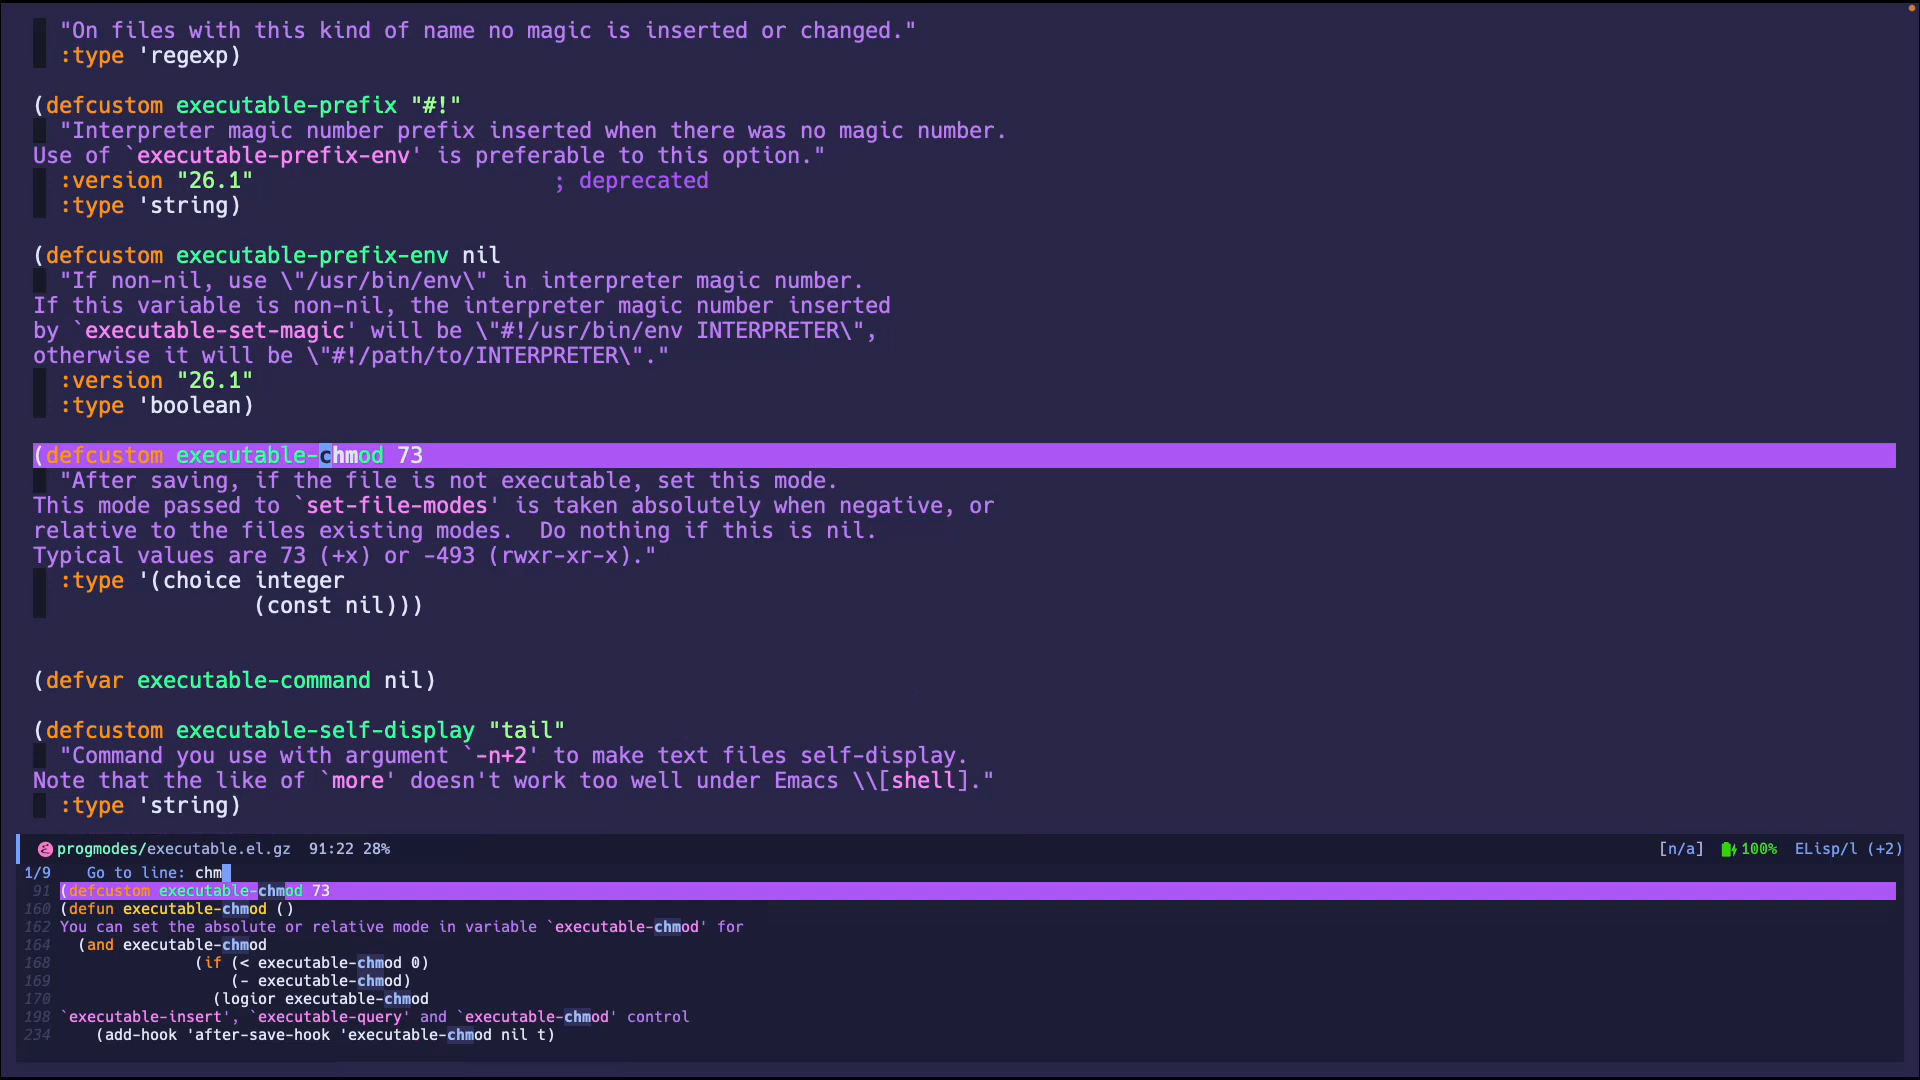 "On files with this kind of name no magic is inserted or changed."
:type 'regexp)
(defcustom executable-prefix "#!"
"Interpreter magic number prefix inserted when there was no magic number.
Use of `executable-prefix-env' is preferable to this option."
:version "26.1" ; deprecated
:type 'string)
(defcustom executable-prefix-env nil
"If non-nil, use \"/usr/bin/env\" in interpreter magic number.
If this variable is non-nil, the interpreter magic number inserted
by `executable-set-magic' will be \"#!/usr/bin/env INTERPRETER\",
otherwise it will be \"#!/path/to/INTERPRETER\"."
:version "26.1"
:type 'boolean)
(defcustom executable-chmod 73
"After saving, if the file is not executable, set this mode.
This mode passed to `set-file-modes' is taken absolutely when negative, or
relative to the files existing modes.  Do nothing if this is nil.
Typical values are 73 (+x) or -493 (rwxr-xr-x)."
:type '(choice integer
(const nil)))
(defvar executable-command nil)
(defcustom executable-self-display "tail"
"Command you use with argument `-n+2' to make text files self-display.
Note that the like of `more' doesn't work too well under Emacs \\[shell]."
:type 'string)
progmodes/executable.el.gz 91:22 28% [n/a] 100% ELisp/l (+2)
1/9 Go to line: chm
91 (defcustom executable-chmod 73
160 (defun executable-chmod ()
162 You can set the absolute or relative mode in variable `executable-chmod' for
164 (and executable-chmod
168 (if (< executable-chmod 0)
169 (- executable-chmod)
170 (logior executable-chmod
198 `executable-insert', `executable-query' and `executable-chmod' control
234 (add-hook 'after-save-hook 'executable-chmod nil t)